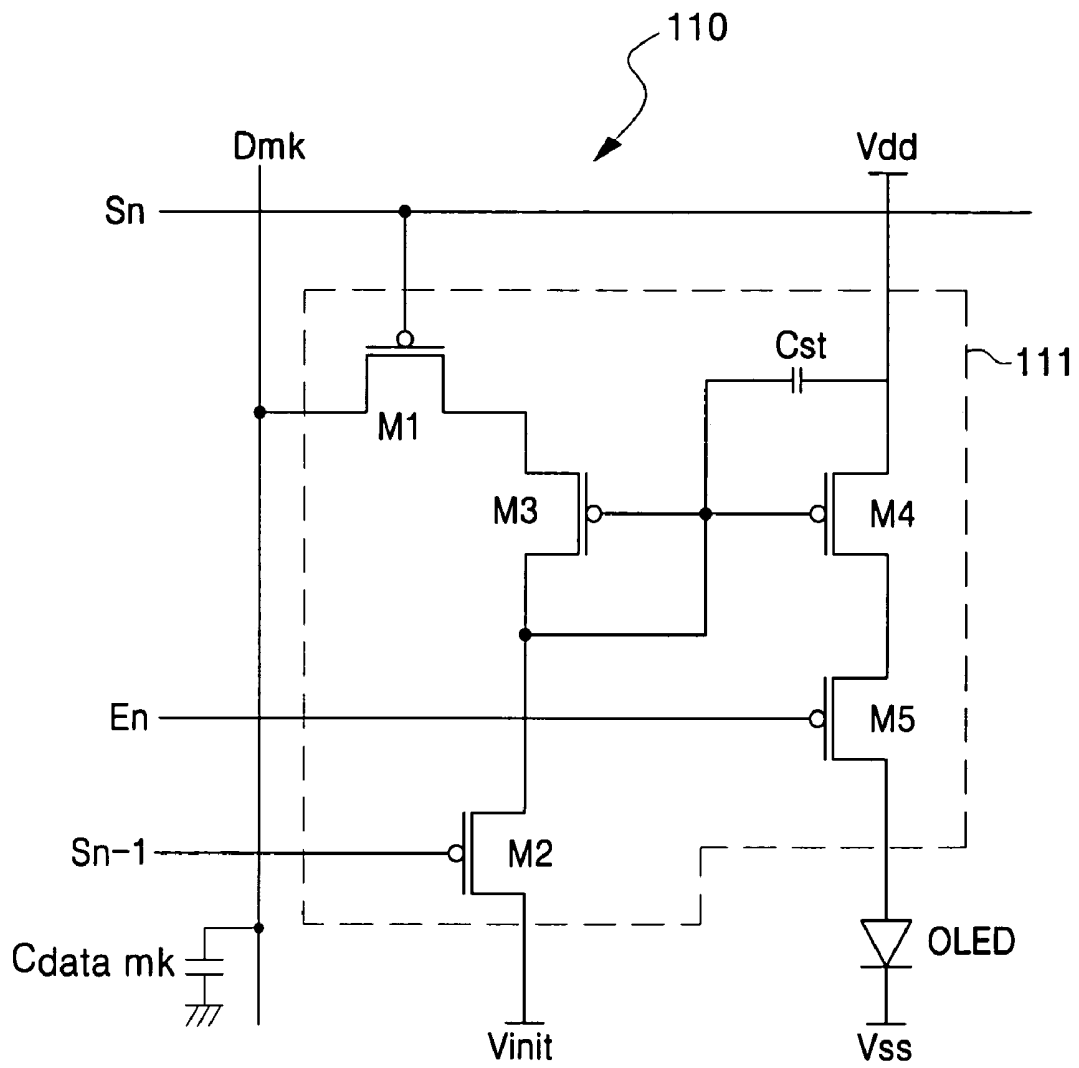 110
Dmk
Vdd
Sn
Cst
111
M1
M3
M4
En
M5
Sn-1
M2
Cdata mk
OLED
Vinit
Vss